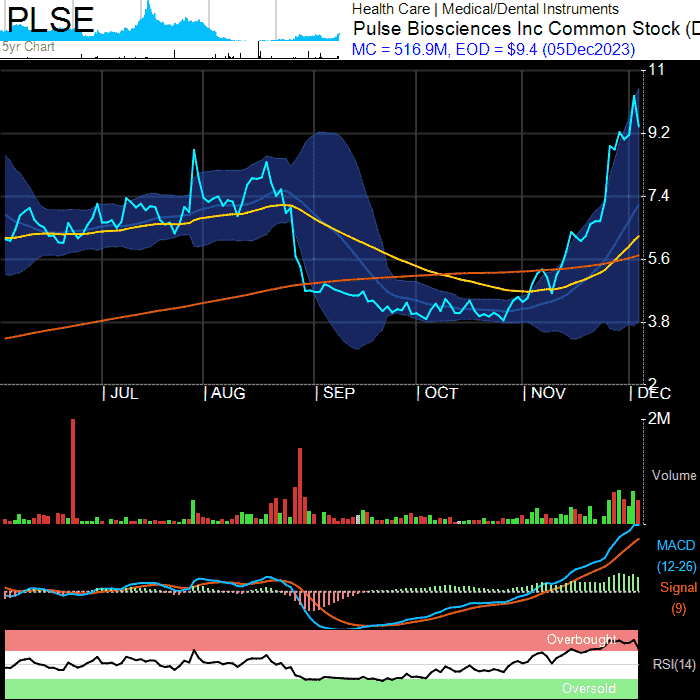 PLSE
5yr Chart
Health Care | Medical/Dental Instruments
Pulse Biosciences Inc Common Stock (D
MC = 516.9M, EOD = $9.4 (05Dec2023)
11
9.2
7.4
5.6
3.8
2
JUL AUG SEP OCT NOV DEC
2M
Volume
MACD
(12-26)
Signal
(9)
Overbought
RSI(14)
Oversold